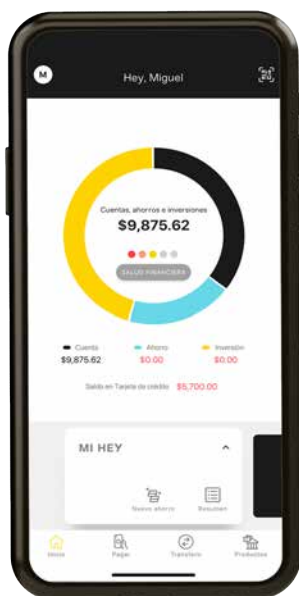 M
Hey, Miguel
Cuentas, ahorros e inversiones
$9,875.62
SALUD FINANCIERA
Cuenta
Ahorro
Inversión
$9,875.62
$0.00
$0.00
Saldo en Tarjeta de crédito $5,700.00
MI HEY
Nuevo ahorro
Resumen
Inicio
Pagar
Transferir
Productos